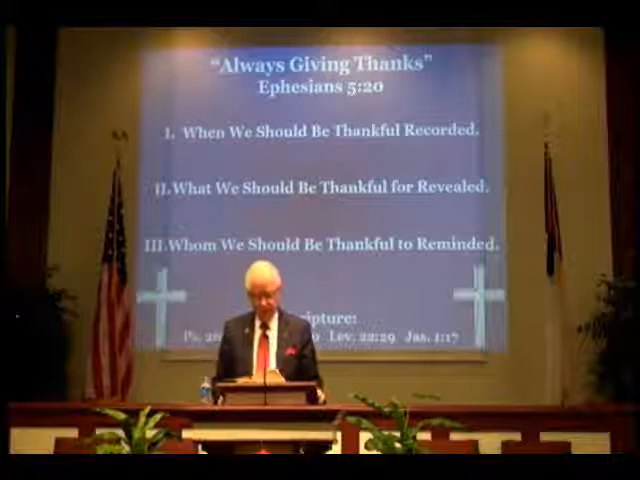 "Always Giving Thanks"
Ephesians 5:20
I. When We Should Be Thankful Recorded.
II. What We Should Be Thankful for Revealed.
III. Whom We Should Be Thankful to Reminded.
Lev. 22:29 Jas. 1:17